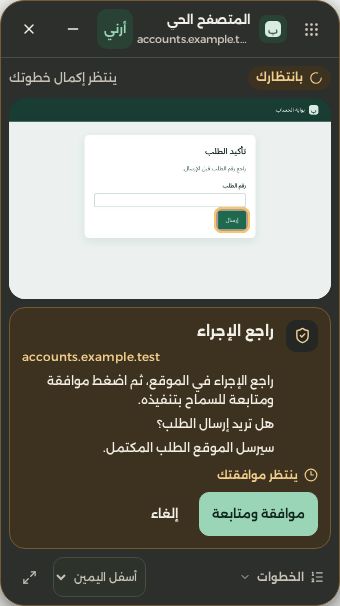 المتصفح الحي
accounts.example.t...
أرني
ب
بانتظارك
ينتظر إكمال خطوتك
بوابة الحساب
ب
تأكيد الطلب
راجع رقم الطلب قبل الإرسال.
رقم الطلب
إرسال
راجع الإجراء
accounts.example.test
راجع الإجراء في الموقع، ثم اضغط موافقة
ومتابعة للسماح بتنفيذه.
هل تريد إرسال الطلب؟
سيرسل الموقع الطلب المكتمل.
ينتظر موافقتك
موافقة ومتابعة
إلغاء
الخطوات
أسفل اليمين